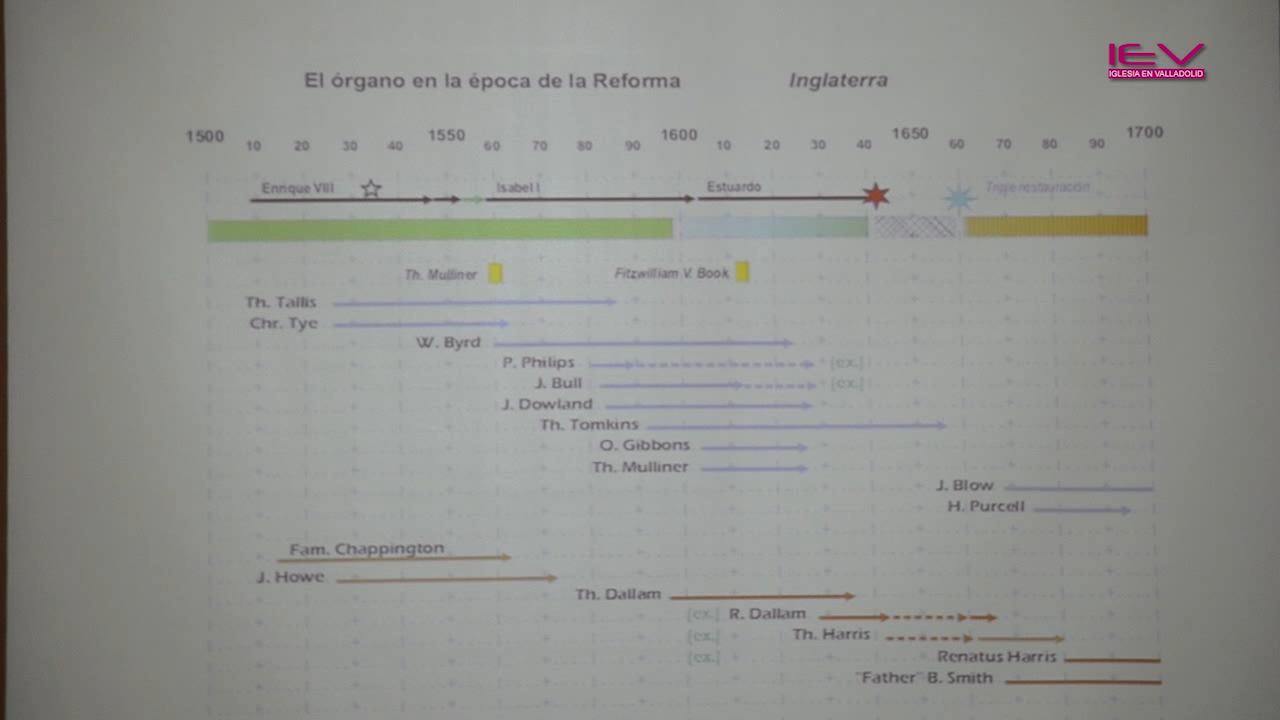 IEV
IGLESIA EN VALLADOLID
El órgano en la época de la Reforma Inglaterra
1500 1550 1600 1650 1700
10 20 30 40 60 70 80 90 10 20 30 40 60 70 80 90
Enrique VIII Isabel I Estuardo Triple restauración
Th. Mulliner Fitzwilliam V. Book
Th. Tallis
Chr. Tye
W. Byrd
P. Philips [ex.]
J. Bull [ex.]
J. Dowland
Th. Tomkins
O. Gibbons
Th. Mulliner
J. Blow
H. Purcell
Fam. Chappington
J. Howe
Th. Dallam
[ex.] R. Dallam
[ex.] Th. Harris
[ex.] Renatus Harris
"Father" B. Smith